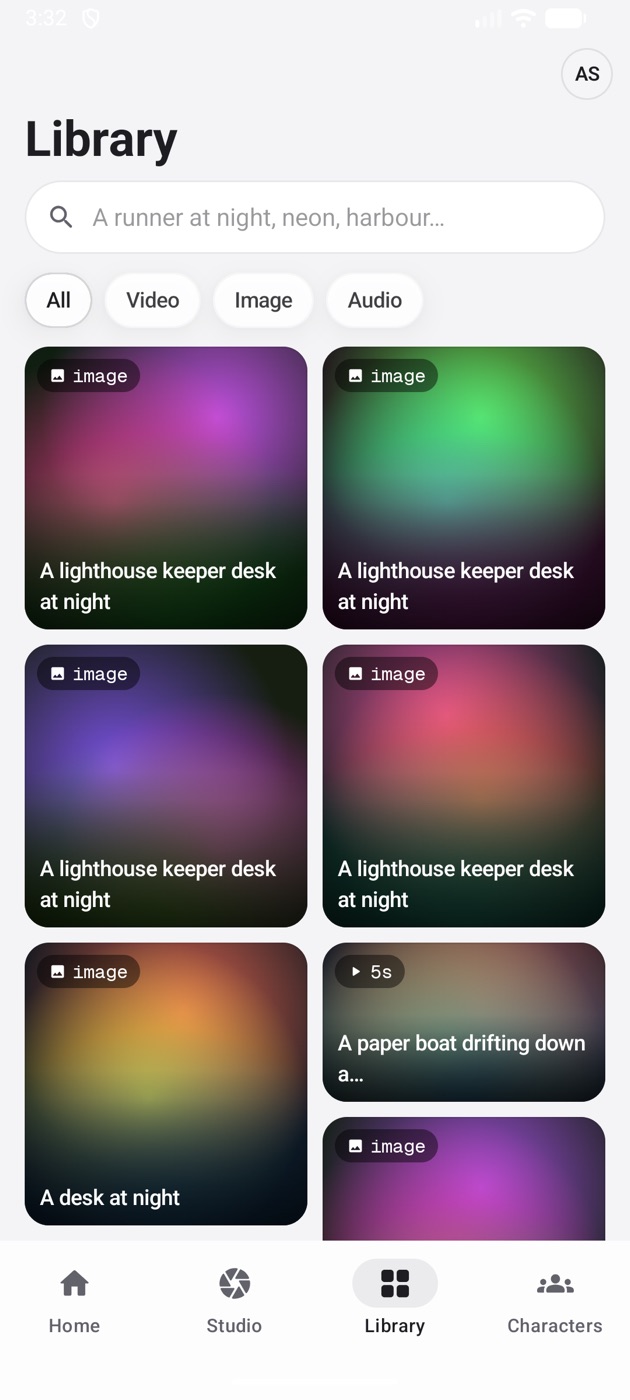 3:32
AS
Library
A runner at night, neon, harbour...
All
Video
Image
Audio
image
A lighthouse keeper desk
at night
image
A lighthouse keeper desk
at night
image
A lighthouse keeper desk
at night
image
A lighthouse keeper desk
at night
image
A desk at night
5s
A paper boat drifting down
a...
image
Home
Studio
Library
Characters